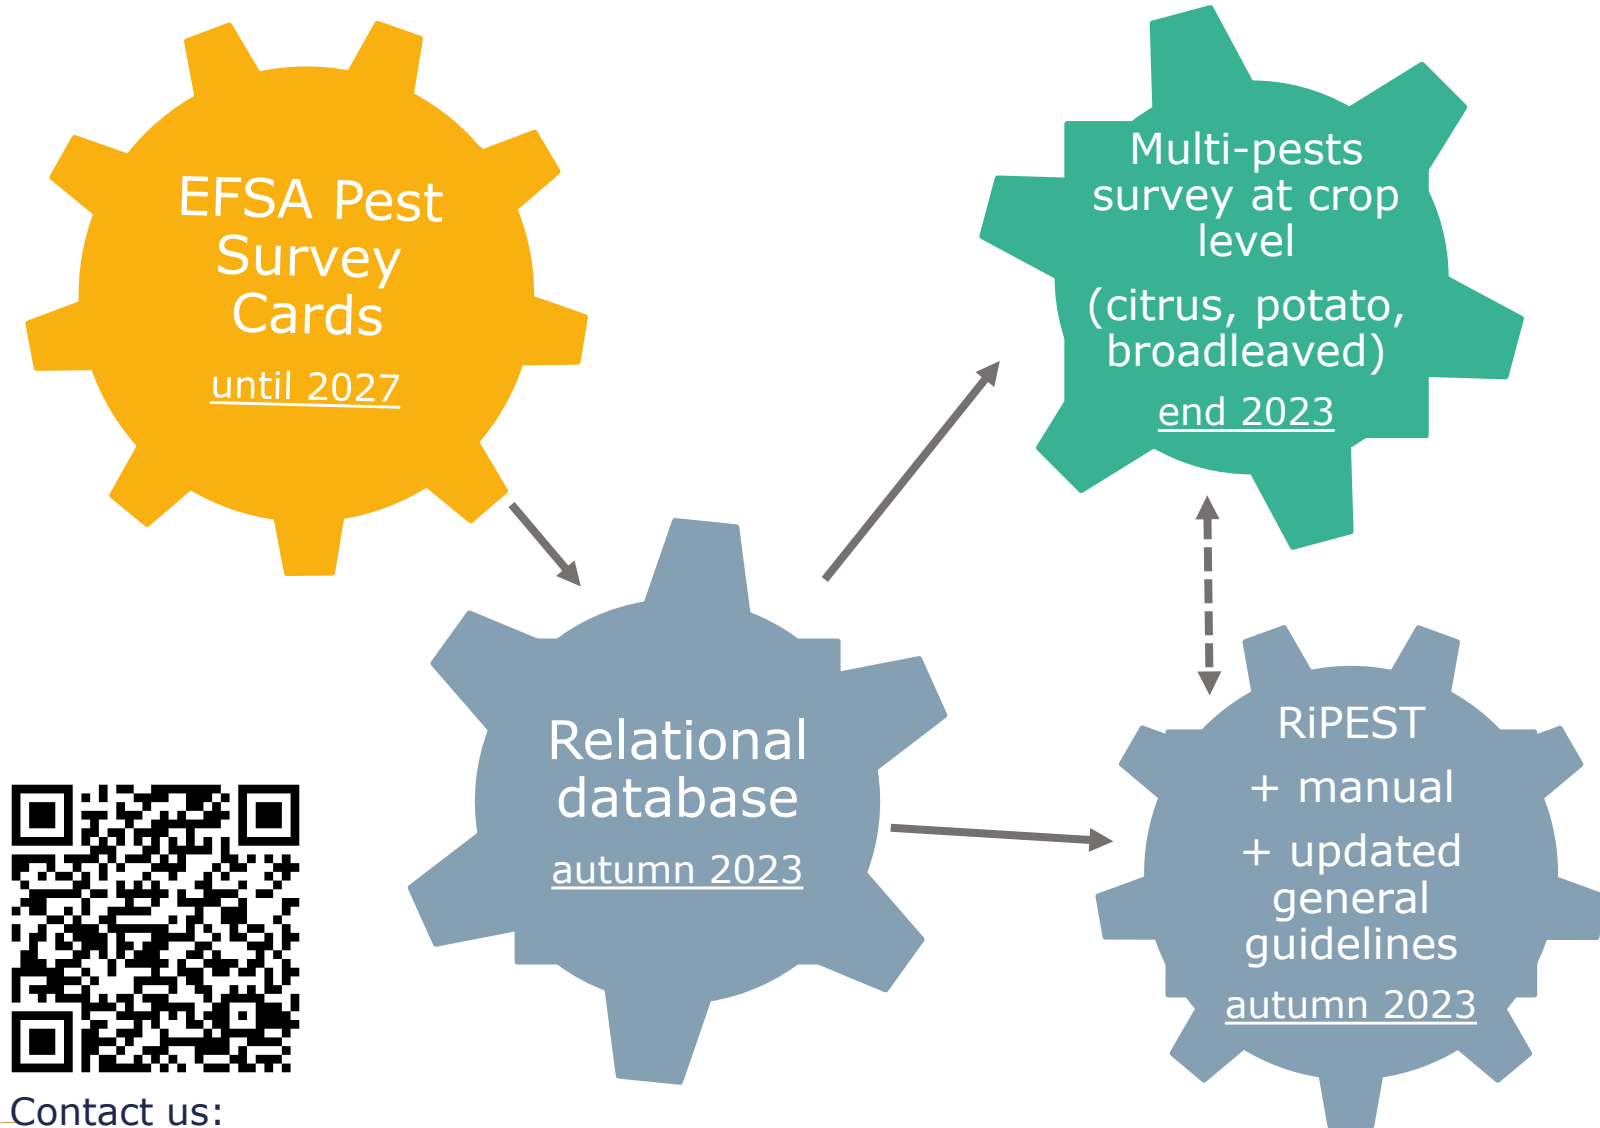 EFSA Pest
Survey
Cards
until 2027
Multi-pests
survey at crop
level
(citrus, potato,
broadleaved)
end 2023
Relational
database
autumn 2023
RiPEST
+ manual
+ updated
general
guidelines
autumn 2023
Contact us: